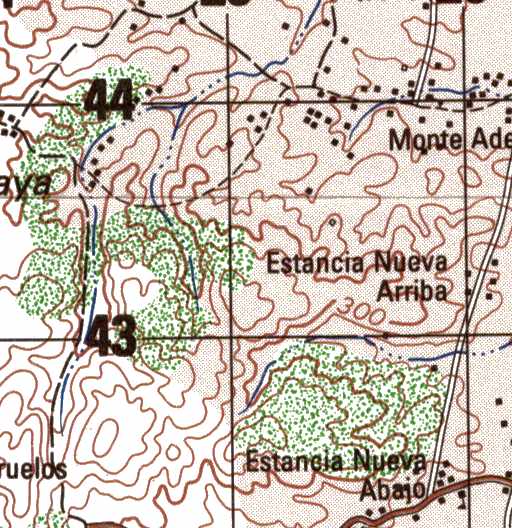 44
Monte Ade
aya
Estancia Nueva
Arriba
300
43
Estancia Nueva
Abajo
ruelos